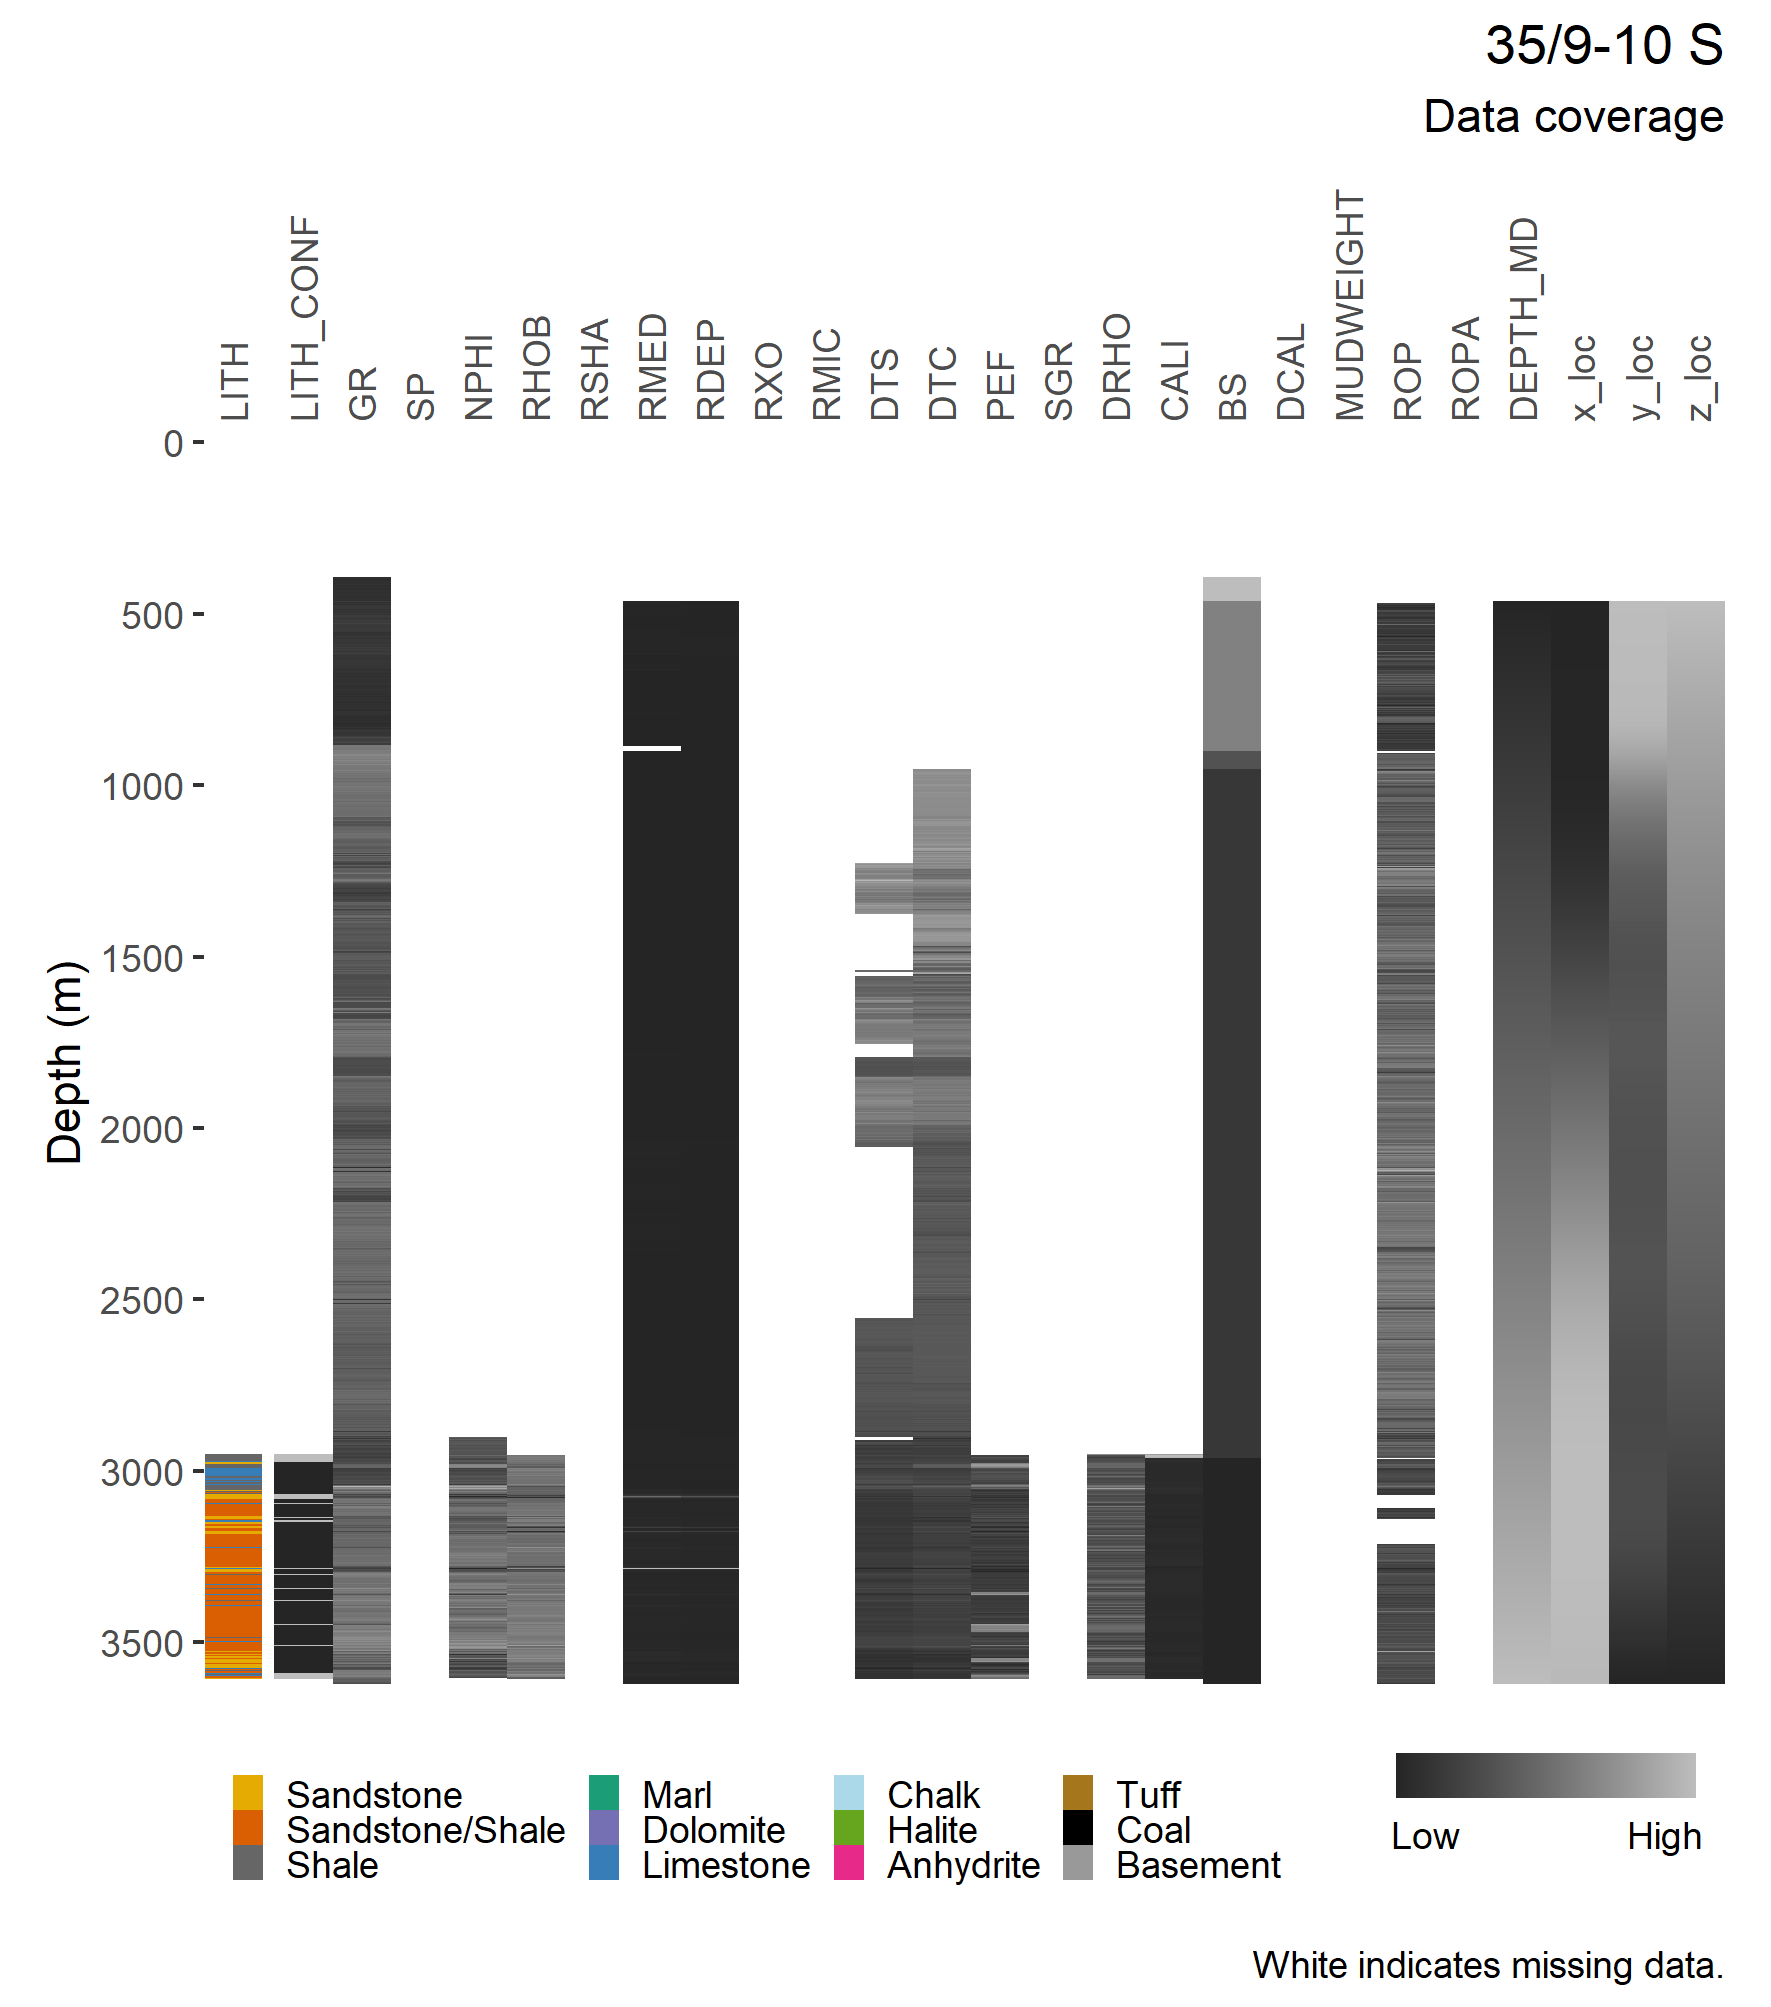 35/9-10 S
Data coverage
LITH
LITH_CONF
GR
SP
NPHI
RHOB
RSHA
RMED
RDEP
RXO
RMIC
DTS
DTC
PEF
SGR
DRHO
CALI
BS
DCAL
MUDWEIGHT
ROP
ROPA
DEPTH_MD
x_loc
y_loc
z_loc
Depth (m)
0
500
1000
1500
2000
2500
3000
3500
Sandstone
Sandstone/Shale
Shale
Marl
Dolomite
Limestone
Chalk
Halite
Anhydrite
Tuff
Coal
Basement
Low High
White indicates missing data.